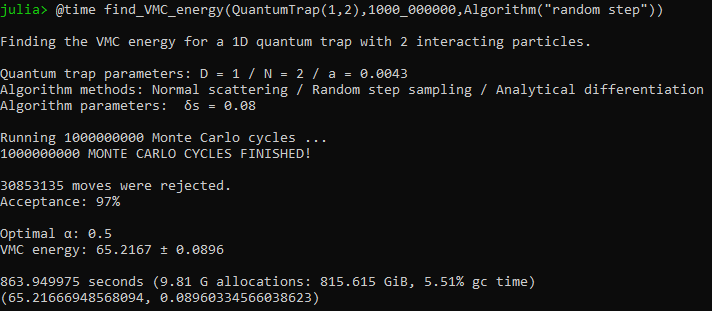 julia> @time find_VMC_energy(QuantumTrap(1,2),1000_000000,Algorithm("random step"))
Finding the VMC energy for a 1D quantum trap with 2 interacting particles.
Quantum trap parameters: D = 1 / N = 2 / a = 0.0043
Algorithm methods: Normal scattering / Random step sampling / Analytical differentiation
Algorithm parameters:  δs = 0.08
Running 1000000000 Monte Carlo cycles ...
1000000000 MONTE CARLO CYCLES FINISHED!
30853135 moves were rejected.
Acceptance: 97%
Optimal α: 0.5
VMC energy: 65.2167 ± 0.0896
863.949975 seconds (9.81 G allocations: 815.615 GiB, 5.51% gc time)
(65.21666948568094, 0.08960334566038623)